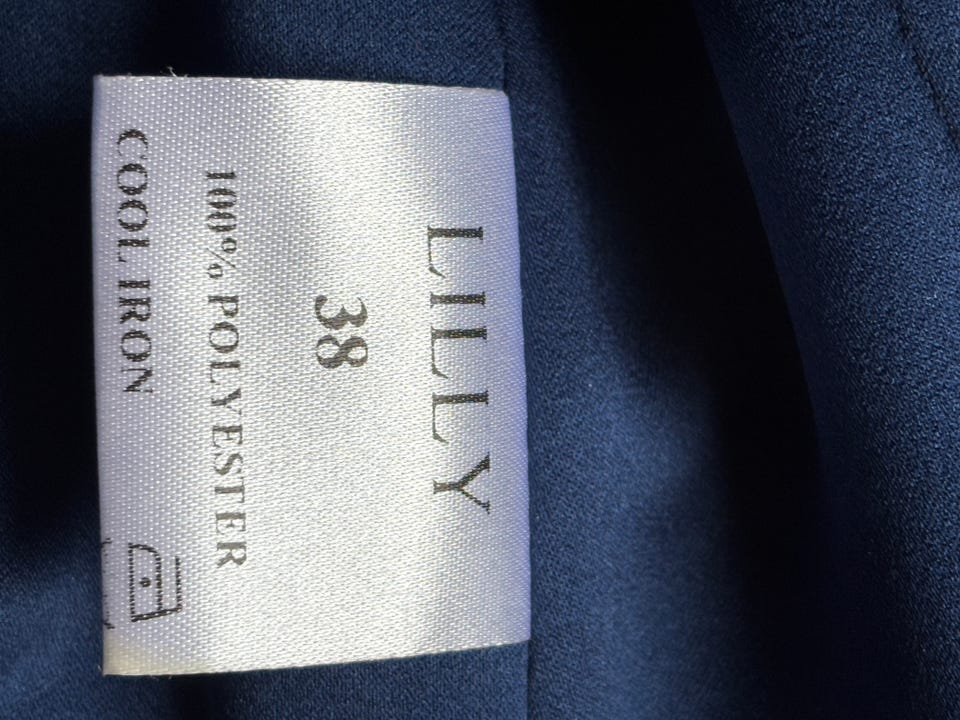 LILLY
38
100% POLYESTER
COOL IRON